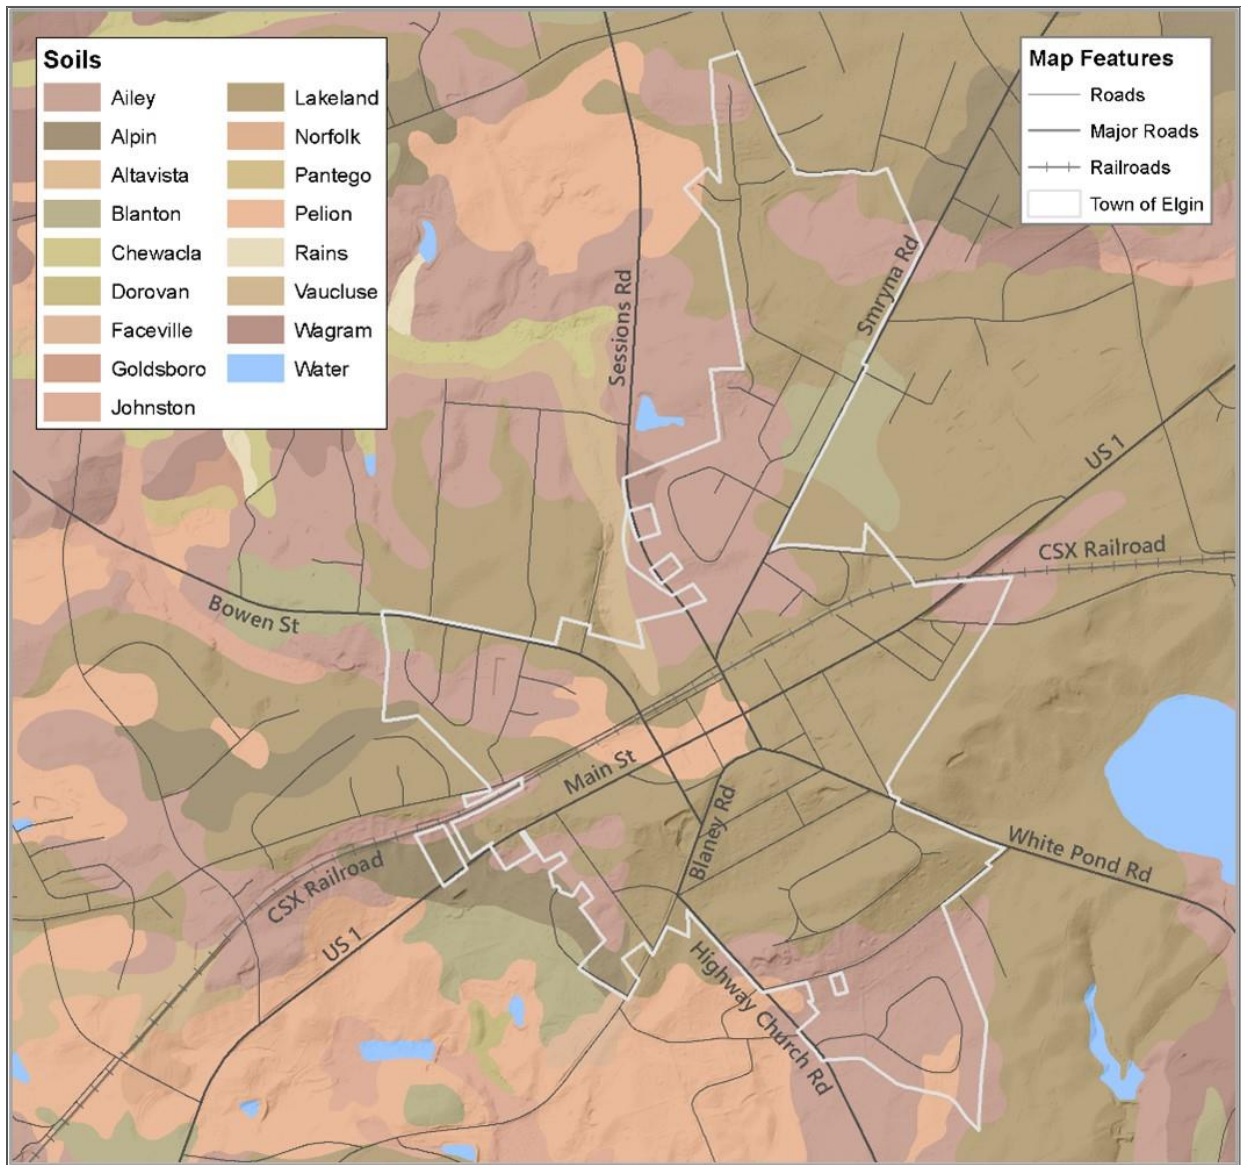 Soils
Ailey
Alpin
Altavista
Blanton
Chewacla
Dorovan
Faceville
Goldsboro
Johnston
Lakeland
Norfolk
Pantego
Pelion
Rains
Vaucluse
Wagram
Water
Map Features
Roads
Major Roads
Railroads
Town of Elgin
Sessions Rd
Smryna Rd
US 1
CSX Railroad
Bowen St
Main St
Blaney Rd
White Pond Rd
CSX Railroad
US 1
Highway Church Rd